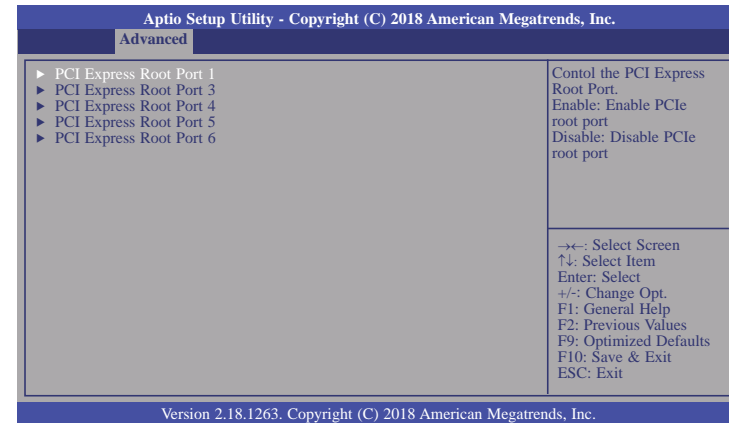 Aptio Setup Utility - Copyright (C) 2018 American Megatrends, Inc.
Advanced
▶ PCI Express Root Port 1
▶ PCI Express Root Port 3
▶ PCI Express Root Port 4
▶ PCI Express Root Port 5
▶ PCI Express Root Port 6
Contol the PCI Express
Root Port.
Enable: Enable PCIe
root port
Disable: Disable PCIe
root port
→←: Select Screen
↑↓: Select Item
Enter: Select
+/-: Change Opt.
F1: General Help
F2: Previous Values
F9: Optimized Defaults
F10: Save & Exit
ESC: Exit
Version 2.18.1263. Copyright (C) 2018 American Megatrends, Inc.